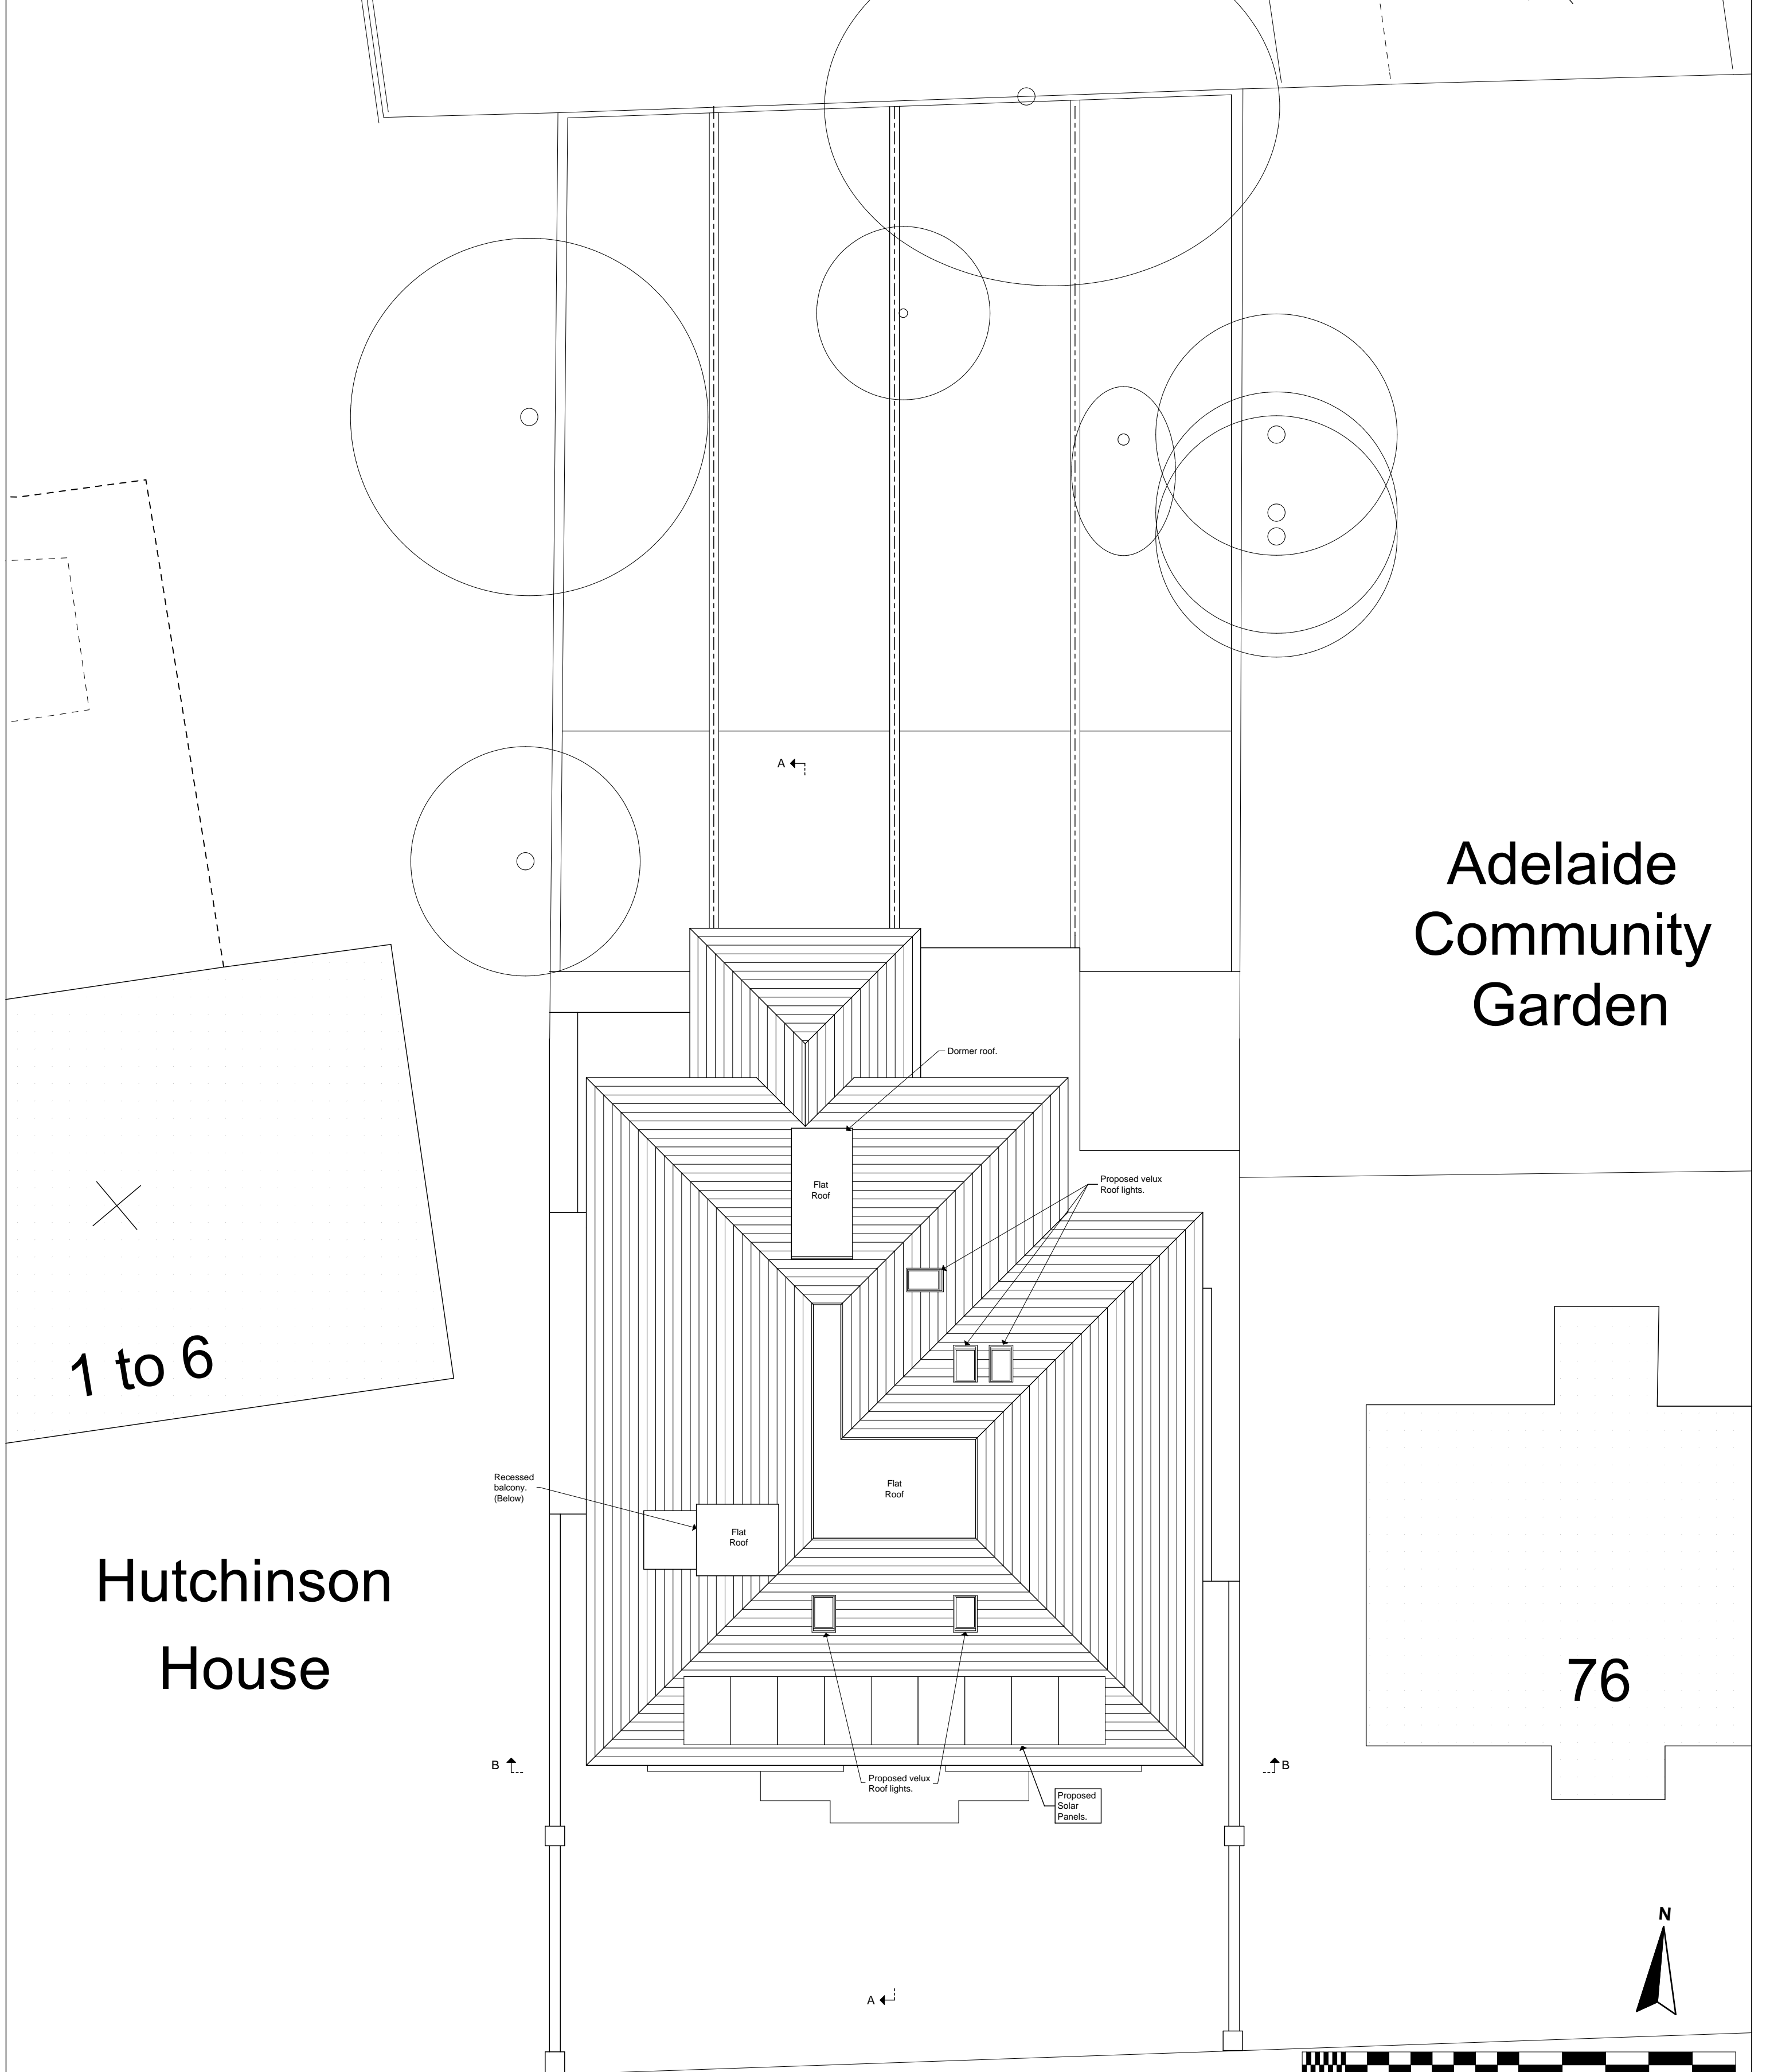 A
Adelaide
Community
Garden
Dormer roof.
Flat
Roof
Proposed velux
Roof lights.
1 to 6
Recessed
balcony.
(Below)
Flat
Roof
Flat
Roof
Hutchinson
House
76
B
B
Proposed velux
Roof lights.
Proposed
Solar
Panels.
N
A